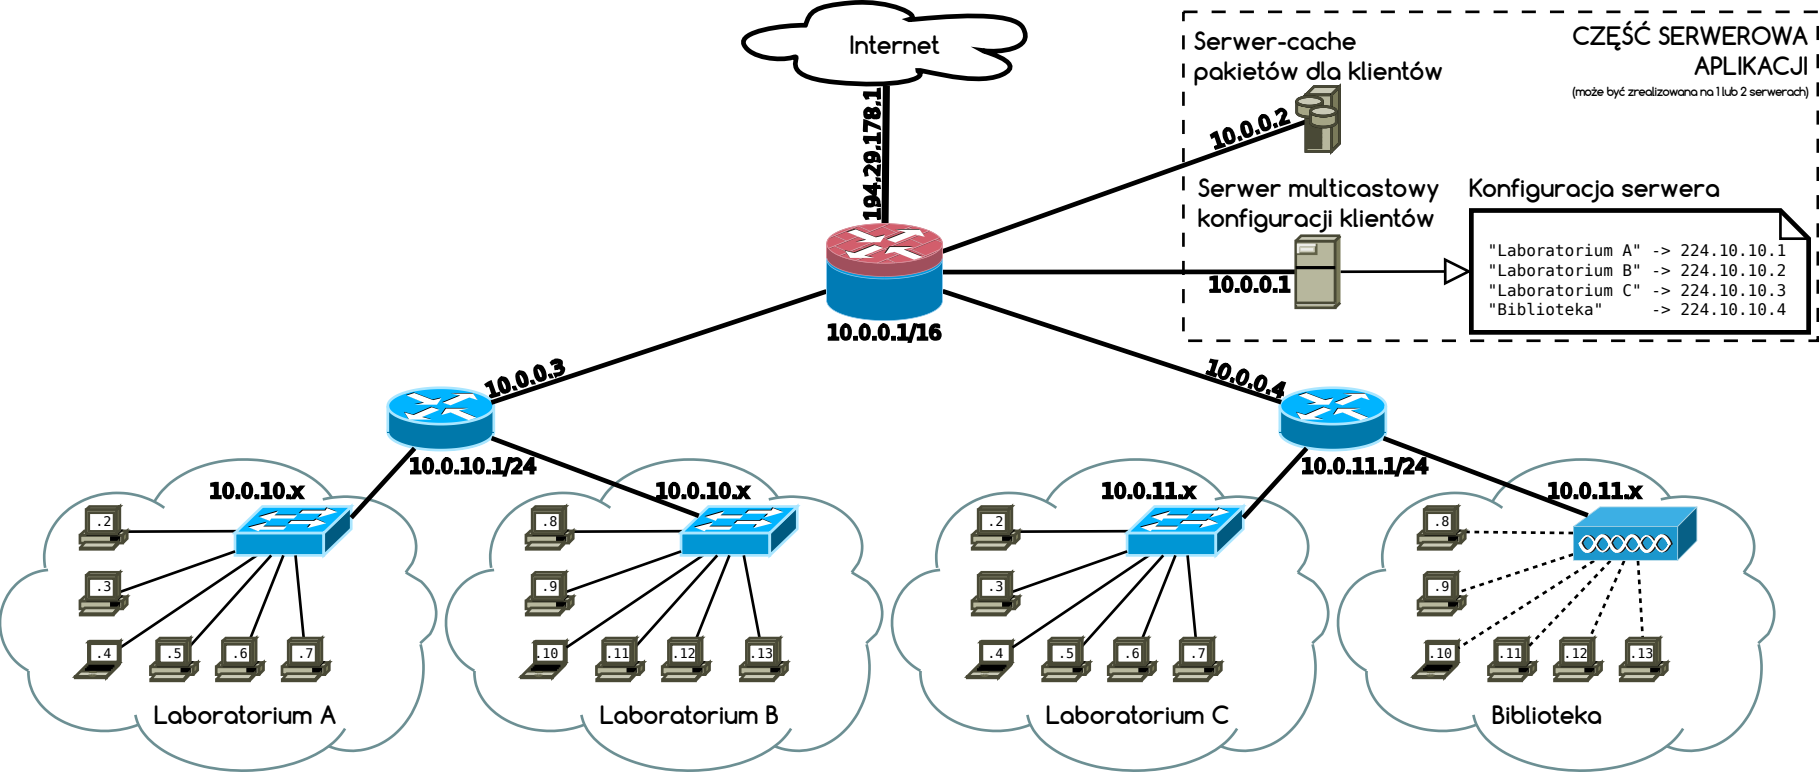 Internet
194.29.178.1
Serwer-cache
pakietów dla klientów
CZĘŚĆ SERWEROWA
APLIKACJI
(może być zrealizowana na 1 lub 2 serwerach)
10.0.0.2
Serwer multicastowy
konfiguracji klientów
10.0.0.1
Konfiguracja serwera
"Laboratorium A" -> 224.10.10.1
"Laboratorium B" -> 224.10.10.2
"Laboratorium C" -> 224.10.10.3
"Biblioteka" -> 224.10.10.4
10.0.0.1/16
10.0.0.3
10.0.0.4
10.0.10.1/24
10.0.11.1/24
10.0.10.x
.2
.3
.4
.5
.6
.7
Laboratorium A
10.0.10.x
.8
.9
.10
.11
.12
.13
Laboratorium B
10.0.11.x
.2
.3
.4
.5
.6
.7
Laboratorium C
10.0.11.x
.8
.9
.10
.11
.12
.13
Biblioteka